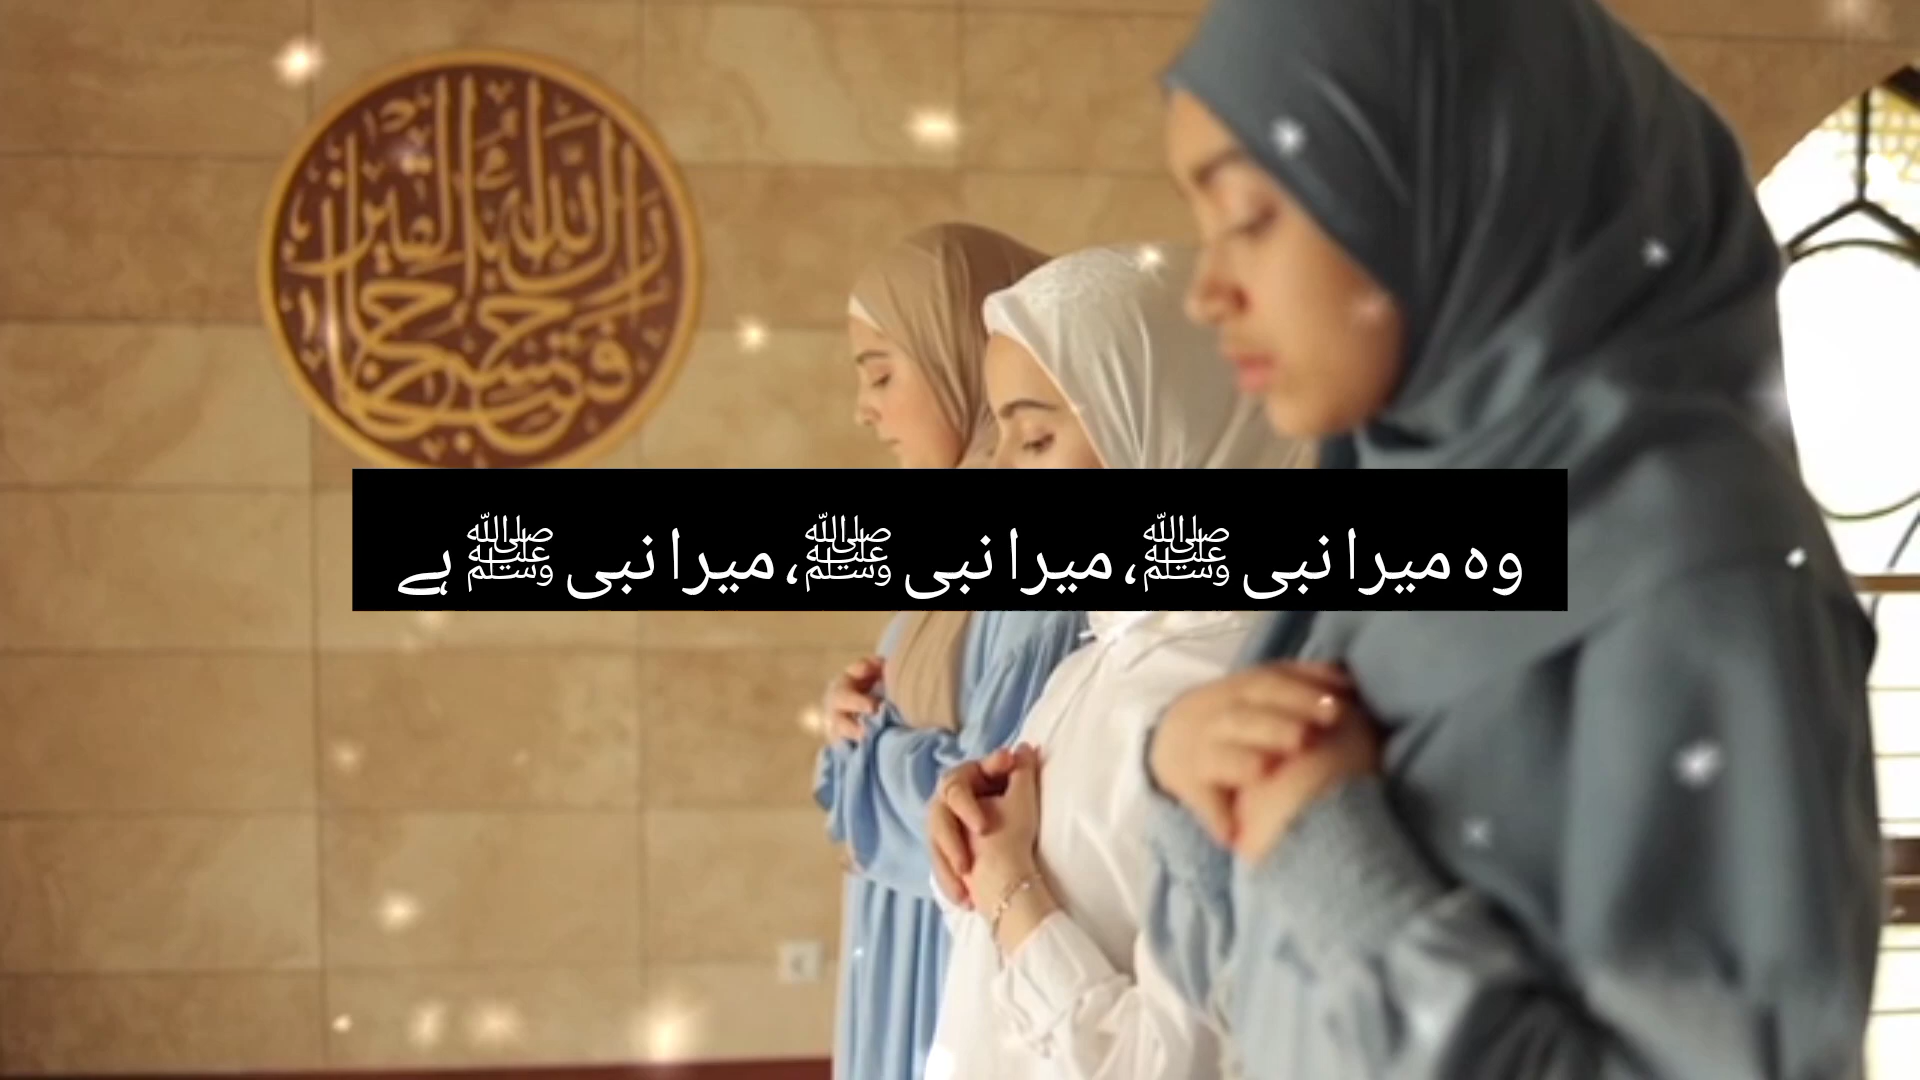 وہ میرا نبی ﷺ، میرا نبی ﷺ، میرا نبی ﷺ ہے